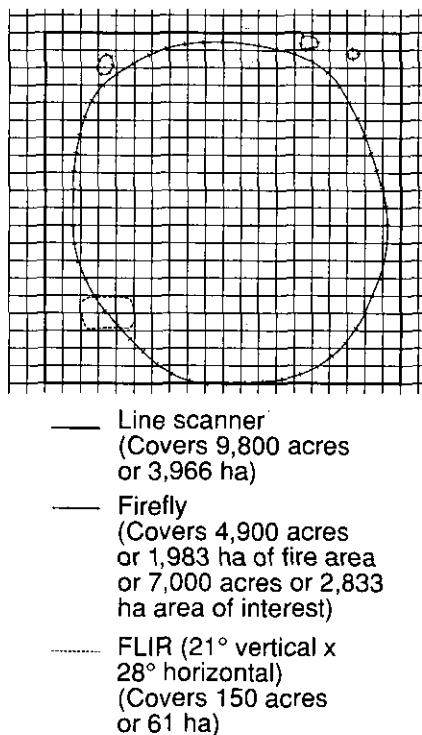 Line scanner
(Covers 9,800 acres
or 3,966 ha)
Firefly
(Covers 4,900 acres
or 1,983 ha of fire area
or 7,000 acres or 2,833
ha area of interest)
FLIR (21° vertical x
28° horizontal)
(Covers 150 acres
or 61 ha)